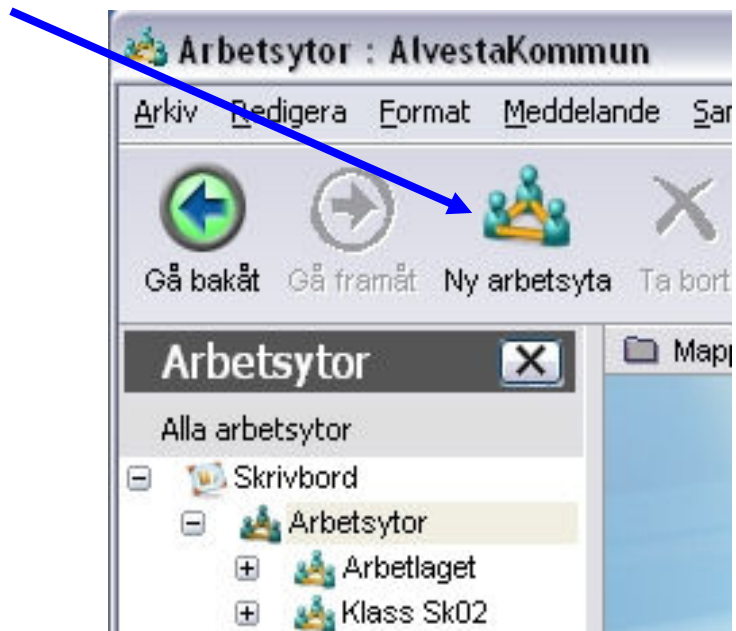 Arbetsytor : AlvestaKommun
Arkiv Redigera Format Meddelande
Gå bakåt Gå framåt Ny arbetsyta Ta bort
Arbetsytor
Alla arbetsytor
Skrivbord
Arbetsytor
Arbetlaget
Klass Sk02